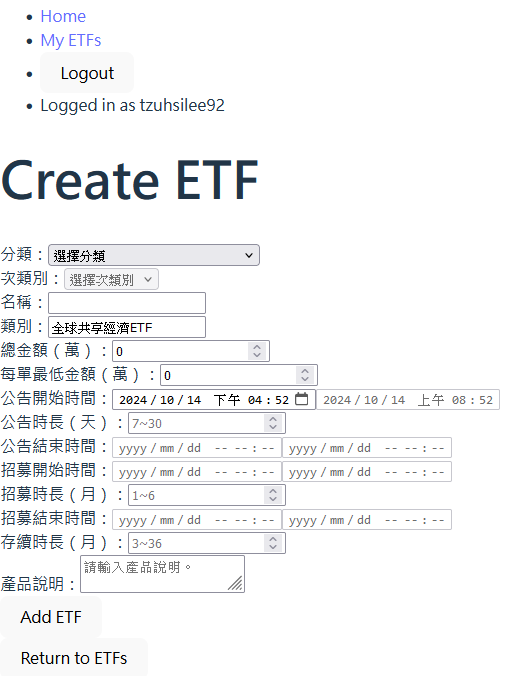 Home
My ETFs
Logout
Logged in as tzuhsilee92
Create ETF
分類：選擇分類
次類別：選擇次類別
名稱：
類別：全球共享經濟ETF
總金額（萬）：0
每單最低金額（萬）：0
公告開始時間：2024/10/14 下午 04:52 2024/10/14 上午 08:52
公告時長（天）：7~30
公告結束時間：yyyy/mm/dd -- --:-- yyyy/mm/dd -- --:--
招募開始時間：yyyy/mm/dd -- --:-- yyyy/mm/dd -- --:--
招募時長（月）：1~6
招募結束時間：yyyy/mm/dd -- --:-- yyyy/mm/dd -- --:--
存續時長（月）：3~36
產品說明：請輸入產品說明。
Add ETF
Return to ETFs